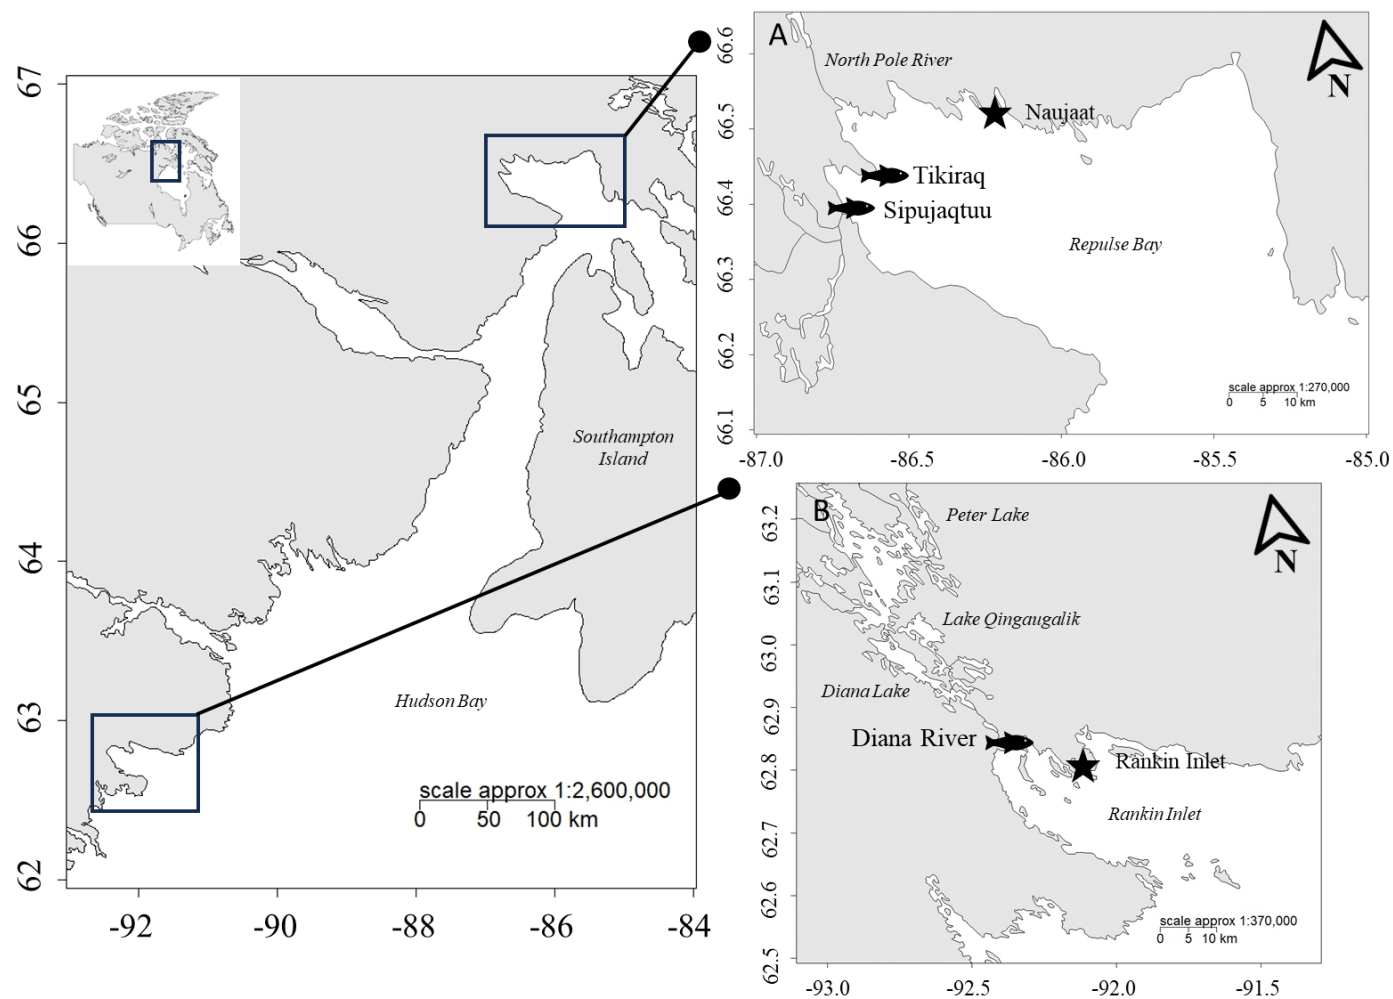 67
66
65
64
63
62
-92
-90
-88
-86
-84
Southampton
Island
Hudson Bay
scale approx 1:2,600,000
0 50 100 km
A
66.6
66.5
66.4
66.3
66.2
66.1
North Pole River
N
Naujaat
Tikiraq
Sipujaqtuu
Repulse Bay
scale approx 1:270,000
0 5 10 km
-87.0
-86.5
-86.0
-85.5
-85.0
B
63.2
63.1
63.0
62.9
62.8
62.7
62.6
62.5
Peter Lake
N
Lake Qingaugalik
Diana Lake
Diana River
Rankin Inlet
Rankin Inlet
scale approx 1:370,000
0 5 10 km
-93.0
-92.5
-92.0
-91.5